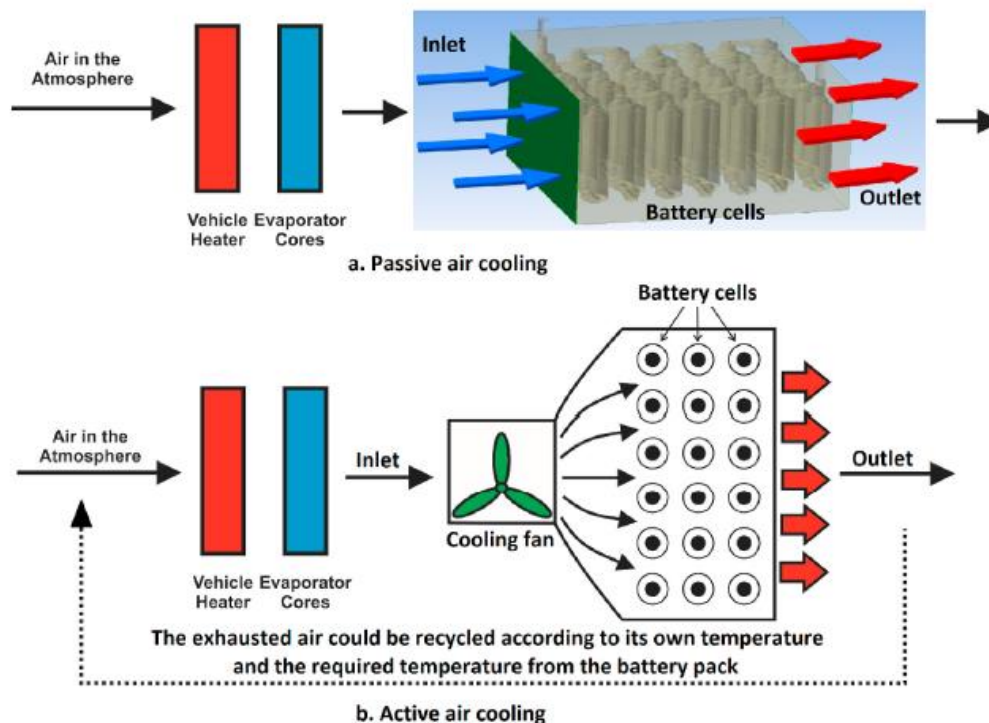 Air in the
Atmosphere
Inlet
Outlet
Battery cells
Vehicle
Heater
Evaporator
Cores
a. Passive air cooling
Battery cells
Air in the
Atmosphere
Inlet
Outlet
Cooling fan
Vehicle
Heater
Evaporator
Cores
The exhausted air could be recycled according to its own temperature
and the required temperature from the battery pack
b. Active air cooling